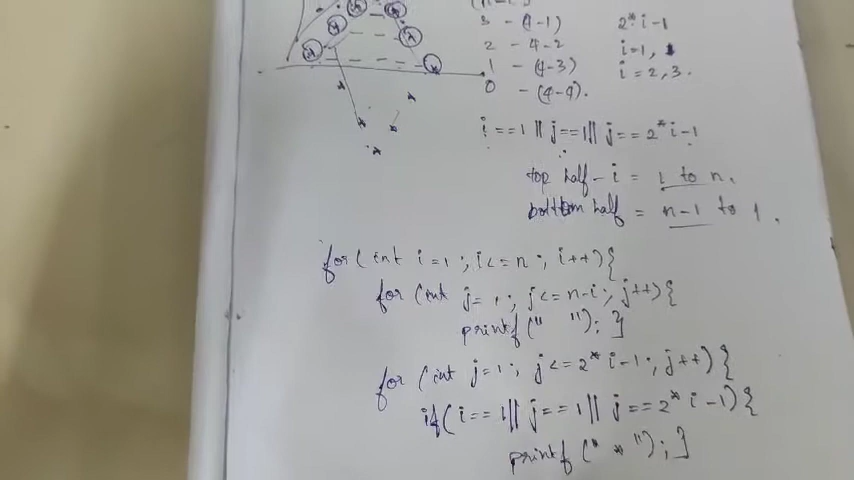 3 - (4-1) 2*i-1
2 - 4-2 i=1,
1 - (4-3) i=2,3.
0 - (4-4).
i==1 || j==1 || j==2*i-1
top half - i = 1 to n.
bottom half = n-1 to 1.
for(int i=1; i<=n; i++){
for(int j=1; j<=n-i; j++){
printf(" "); }
for (int j=1; j<=2*i-1; j++){
if(i==1||j==1||j==2*i-1){
printf("*"); }